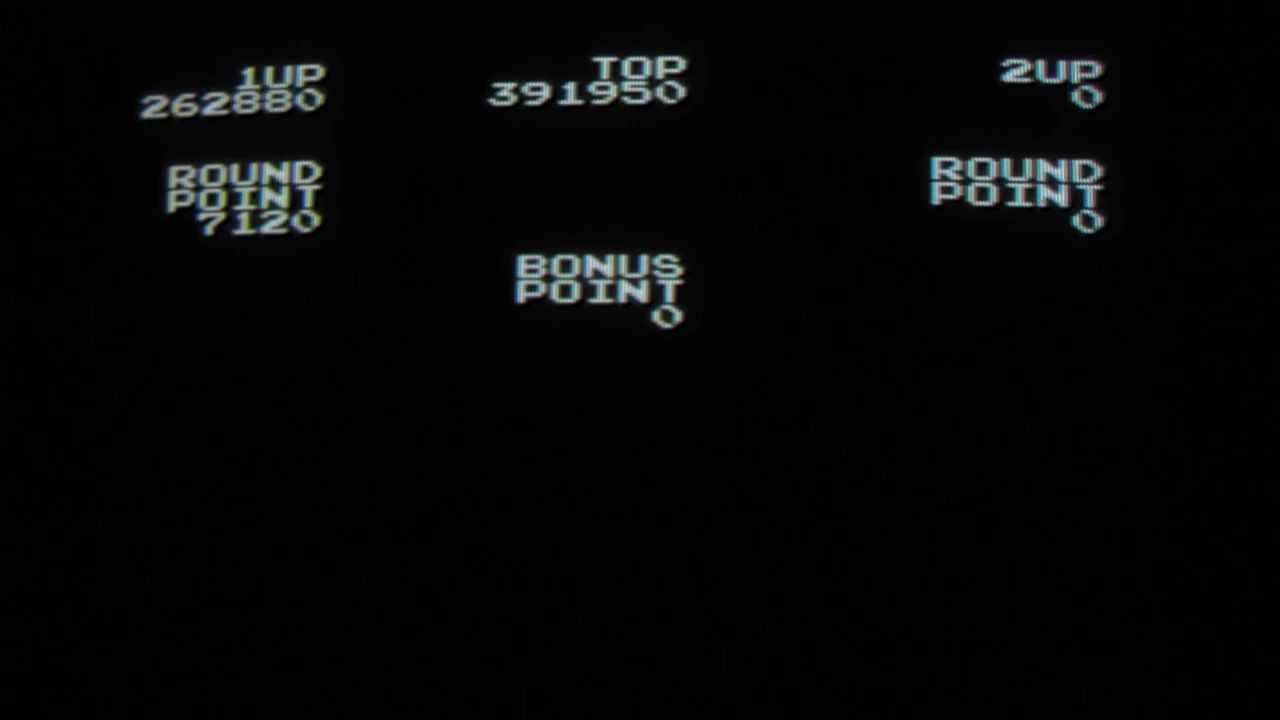 1UP
262880
TOP
391950
2UP
0
ROUND
POINT
7120
ROUND
POINT
0
BONUS
POINT
0